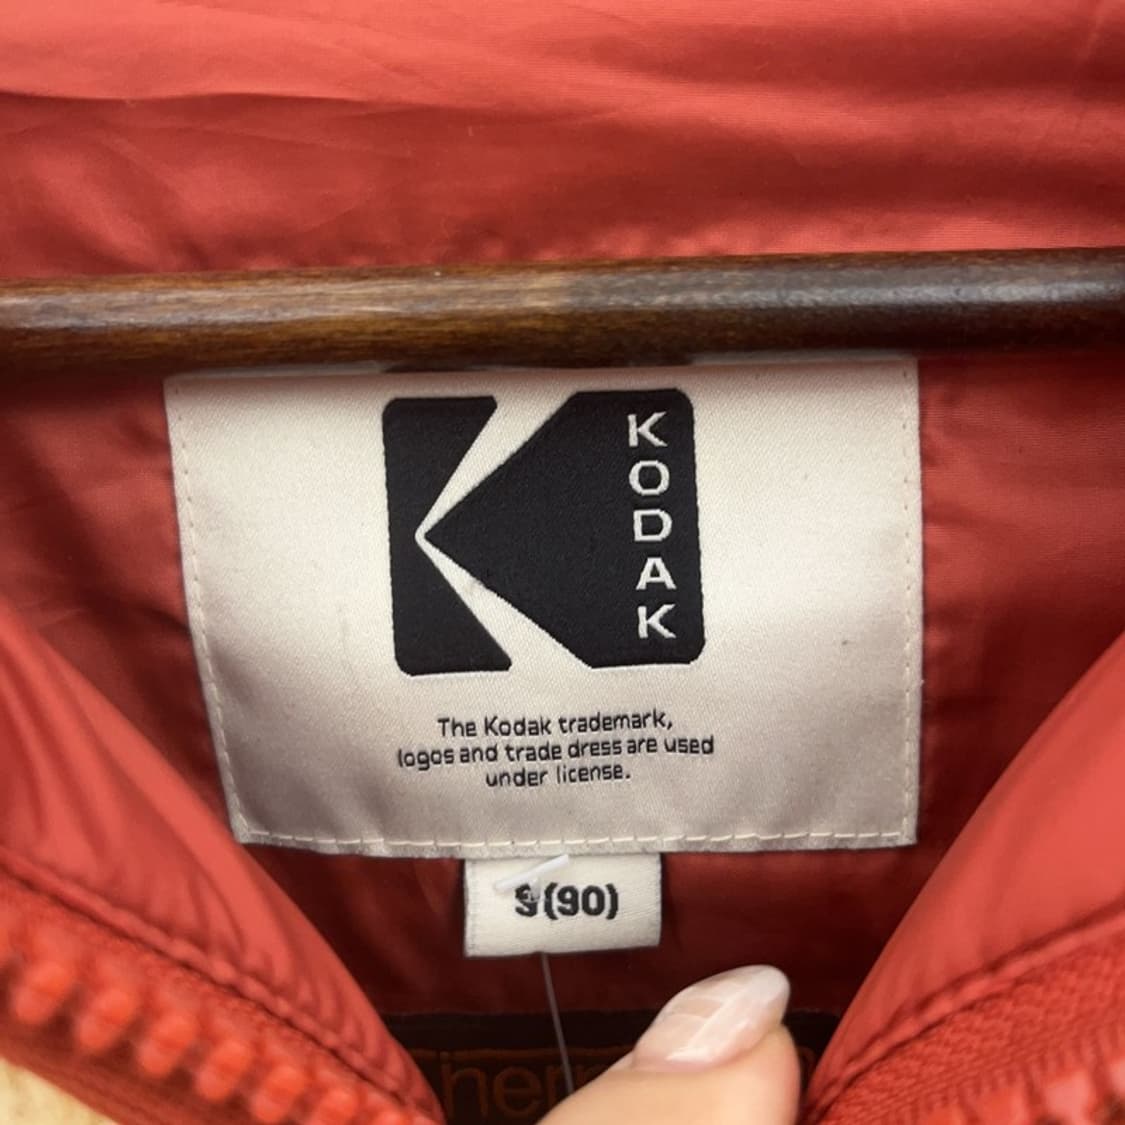 KODAK
The Kodak trademark,
logos and trade dress are used
under license.
S(90)